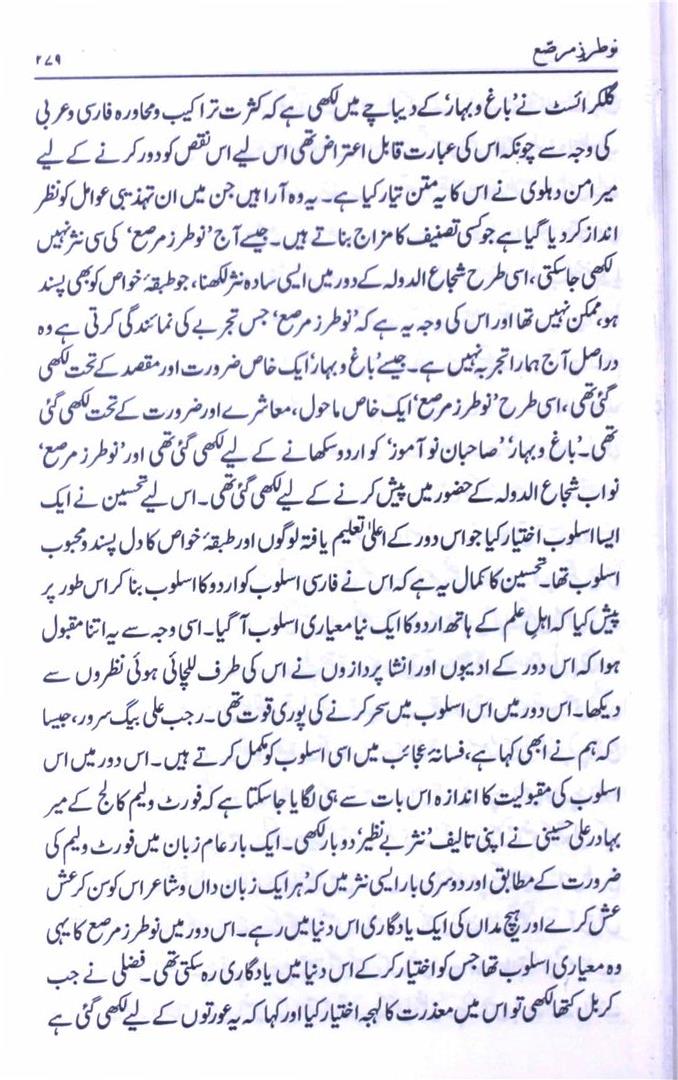 نو طرزِ مرصّع
۲۷۹
گلکرائسٹ نے ’باغ و بہار‘ کے دیباچے میں لکھی ہے کہ کثرت تراکیب و محاورہ فارسی و عربی
کی وجہ سے چونکہ اس کی عبارت قابل اعتراض تھی اس لیے اس نقص کو دور کرنے کے لیے
میر امن دہلوی نے اس کا یہ متن تیار کیا ہے۔ یہ وہ آرا ہیں جن میں ان تہذیبی عوامل کو نظر
انداز کر دیا گیا ہے جو کسی تصنیف کا مزاج بناتے ہیں۔ جیسے آج ’نو طرز مرصع‘ کی سی نثر نہیں
لکھی جا سکتی، اسی طرح شجاع الدولہ کے دور میں ایسی سادہ نثر لکھنا، جو طبقۂ خواص کو بھی پسند
ہو، ممکن نہیں تھا اور اس کی وجہ یہ ہے کہ ’نو طرز مرصع‘ جس تجربے کی نمائندگی کرتی ہے وہ
دراصل آج ہمارا تجربہ نہیں ہے۔ جیسے ’باغ و بہار‘ ایک خاص ضرورت اور مقصد کے تحت لکھی
گئی تھی، اسی طرح ’نو طرز مرصع‘ ایک خاص ماحول، معاشرے اور ضرورت کے تحت لکھی گئی
تھی۔ ’باغ و بہار‘ ’صاحبان نو آموز‘ کو اردو سکھانے کے لیے لکھی گئی تھی اور ’نو طرز مرصع‘
نواب شجاع الدولہ کے حضور میں پیش کرنے کے لیے لکھی گئی تھی۔ اس لیے تحسین نے ایک
ایسا اسلوب اختیار کیا جو اس دور کے اعلیٰ تعلیم یافتہ لوگوں اور طبقۂ خواص کا دل پسند و محبوب
اسلوب تھا۔ تحسین کا کمال یہ ہے کہ اس نے فارسی اسلوب کو اردو کا اسلوب بنا کر اس طور پر
پیش کیا کہ اہلِ علم کے ہاتھ اردو کا ایک نیا معیاری اسلوب آ گیا۔ اسی وجہ سے یہ اتنا مقبول
ہوا کہ اس دور کے ادیبوں اور انشا پردازوں نے اس کی طرف للچائی ہوئی نظروں سے
دیکھا۔ اس دور میں اس اسلوب میں سحر کرنے کی پوری قوت تھی۔ رجب علی بیگ سرور، جیسا
کہ ہم نے ابھی کہا ہے، فسانۂ عجائب میں اسی اسلوب کو مکمل کرتے ہیں۔ اس دور میں اس
اسلوب کی مقبولیت کا اندازہ اس بات سے ہی لگایا جا سکتا ہے کہ فورٹ ولیم کالج کے میر
بہادر علی حسینی نے اپنی تالیف ’نثر بے نظیر‘ دو بار لکھی۔ ایک بار عام زبان میں فورٹ ولیم کی
ضرورت کے مطابق اور دوسری بار ایسی نثر میں کہ ’ہر ایک زبان داں و شاعر اس کو سن کر عش
عش کرے اور ہیچ مداں کی ایک یادگاری اس دنیا میں رہے۔ اس دور میں نو طرز مرصع کا یہی
وہ معیاری اسلوب تھا جس کو اختیار کر کے اس دنیا میں یادگاری رہ سکتی تھی۔ فضلی نے جب
کربل کتھا لکھی تو اس میں معذرت کا لہجہ اختیار کیا اور کہا کہ یہ عورتوں کے لیے لکھی گئی ہے